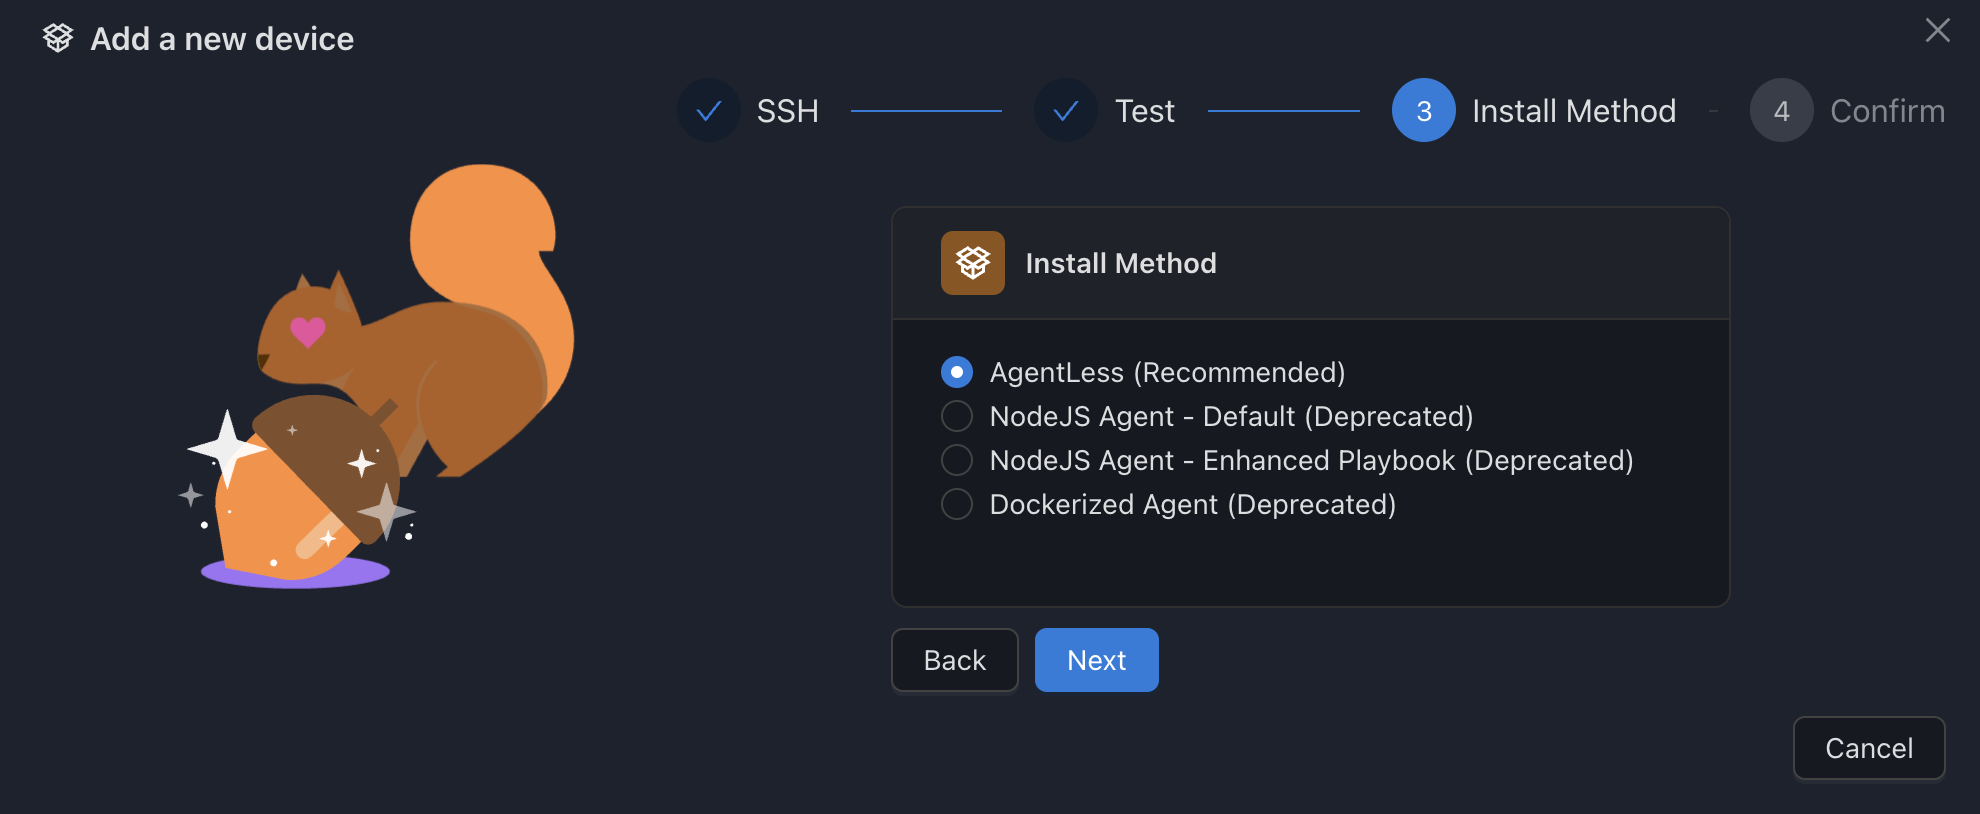 Add a new device
SSH
Test
3 Install Method
4 Confirm
Install Method
AgentLess (Recommended)
NodeJS Agent - Default (Deprecated)
NodeJS Agent - Enhanced Playbook (Deprecated)
Dockerized Agent (Deprecated)
Back
Next
Cancel